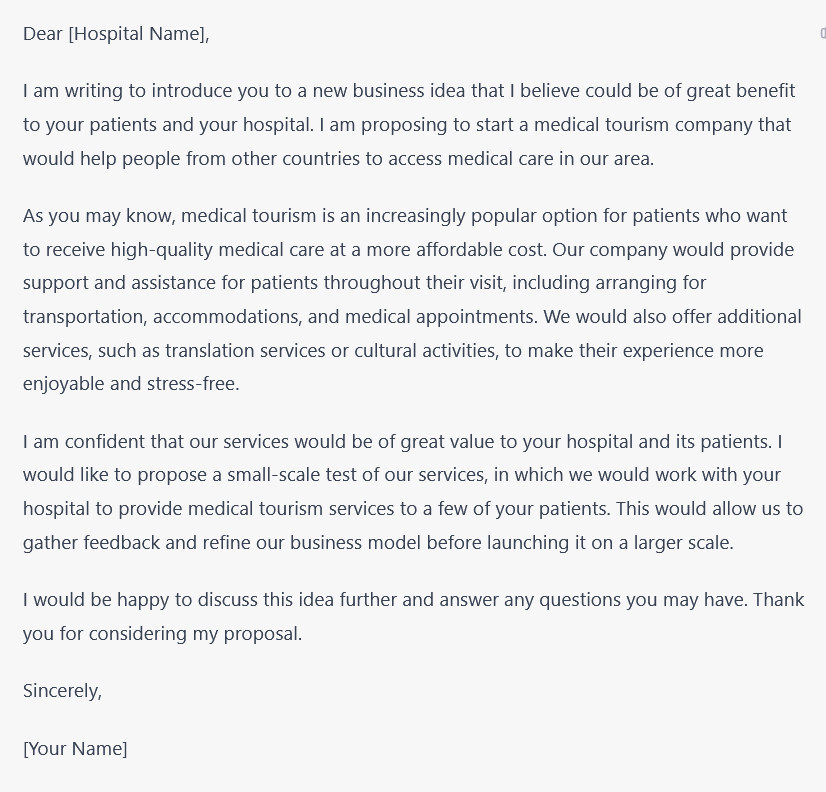 Dear [Hospital Name],
I am writing to introduce you to a new business idea that I believe could be of great benefit
to your patients and your hospital. I am proposing to start a medical tourism company that
would help people from other countries to access medical care in our area.
As you may know, medical tourism is an increasingly popular option for patients who want
to receive high-quality medical care at a more affordable cost. Our company would provide
support and assistance for patients throughout their visit, including arranging for
transportation, accommodations, and medical appointments. We would also offer additional
services, such as translation services or cultural activities, to make their experience more
enjoyable and stress-free.
I am confident that our services would be of great value to your hospital and its patients. I
would like to propose a small-scale test of our services, in which we would work with your
hospital to provide medical tourism services to a few of your patients. This would allow us to
gather feedback and refine our business model before launching it on a larger scale.
I would be happy to discuss this idea further and answer any questions you may have. Thank
you for considering my proposal.
Sincerely,
[Your Name]